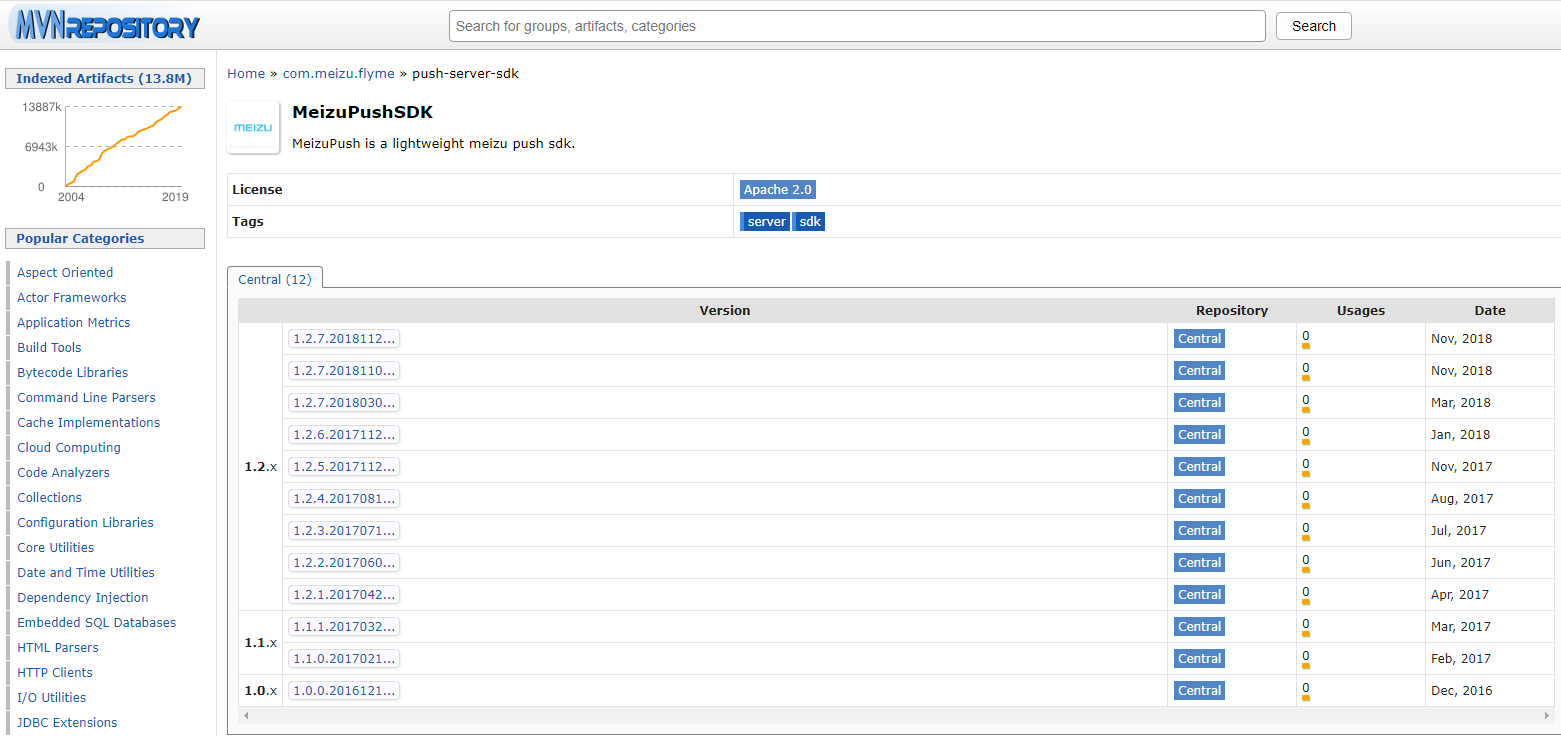 MVNREPOSITORY
Search for groups, artifacts, categories
Search
Indexed Artifacts (13.8M)
13887k
6943k
0
2004
2019
Popular Categories
Aspect Oriented
Actor Frameworks
Application Metrics
Build Tools
Bytecode Libraries
Command Line Parsers
Cache Implementations
Cloud Computing
Code Analyzers
Collections
Configuration Libraries
Core Utilities
Date and Time Utilities
Dependency Injection
Embedded SQL Databases
HTML Parsers
HTTP Clients
I/O Utilities
JDBC Extensions
Home » com.meizu.flyme » push-server-sdk
MEIZU
MeizuPushSDK
MeizuPush is a lightweight meizu push sdk.
License Apache 2.0
Tags server sdk
Central (12)
Version Repository Usages Date
1.2.x
1.2.7.2018112... Central 0 Nov, 2018
1.2.7.2018110... Central 0 Nov, 2018
1.2.7.2018030... Central 0 Mar, 2018
1.2.6.2017112... Central 0 Jan, 2018
1.2.5.2017112... Central 0 Nov, 2017
1.2.4.2017081... Central 0 Aug, 2017
1.2.3.2017071... Central 0 Jul, 2017
1.2.2.2017060... Central 0 Jun, 2017
1.2.1.2017042... Central 0 Apr, 2017
1.1.x
1.1.1.2017032... Central 0 Mar, 2017
1.1.0.2017021... Central 0 Feb, 2017
1.0.x
1.0.0.2016121... Central 0 Dec, 2016